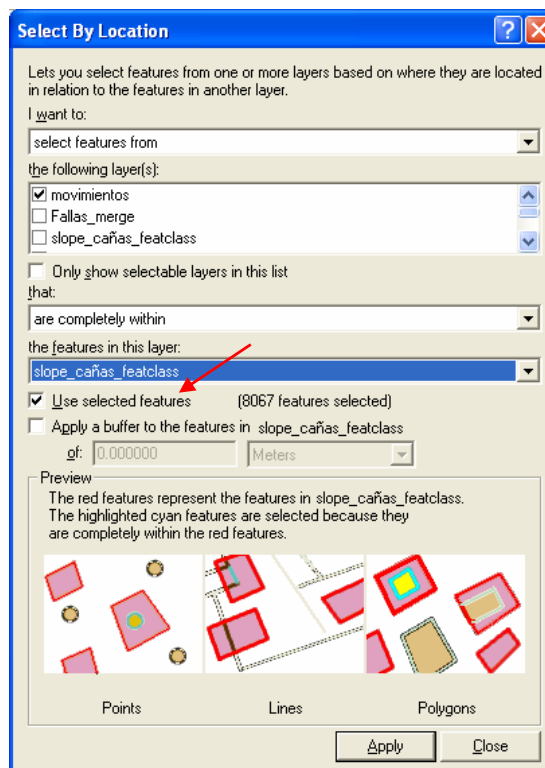 Select By Location
Lets you select features from one or more layers based on where they are located
in relation to the features in another layer.
I want to:
select features from
the following layer(s):
movimientos
Fallas_merge
slope_cañas_featclass
Only show selectable layers in this list
that:
are completely within
the features in this layer:
slope_cañas_featclass
Use selected features (8067 features selected)
Apply a buffer to the features in slope_cañas_featclass
of: 0.000000 Meters
Preview
The red features represent the features in slope_cañas_featclass.
The highlighted cyan features are selected because they
are completely within the red features.
Points Lines Polygons
Apply Close